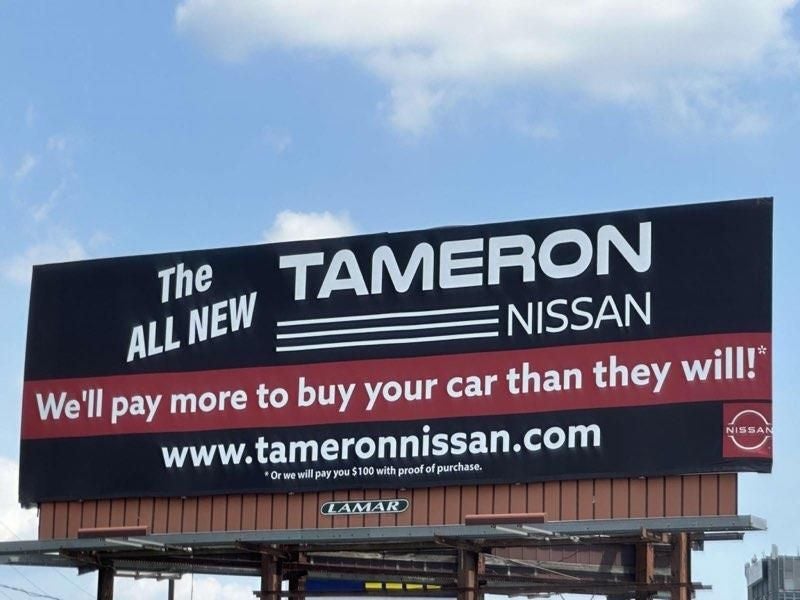 The
ALL NEW
TAMERON
NISSAN
We'll pay more to buy your car than they will!*
www.tameronnissan.com
* Or we will pay you $100 with proof of purchase.
NISSAN
LAMAR